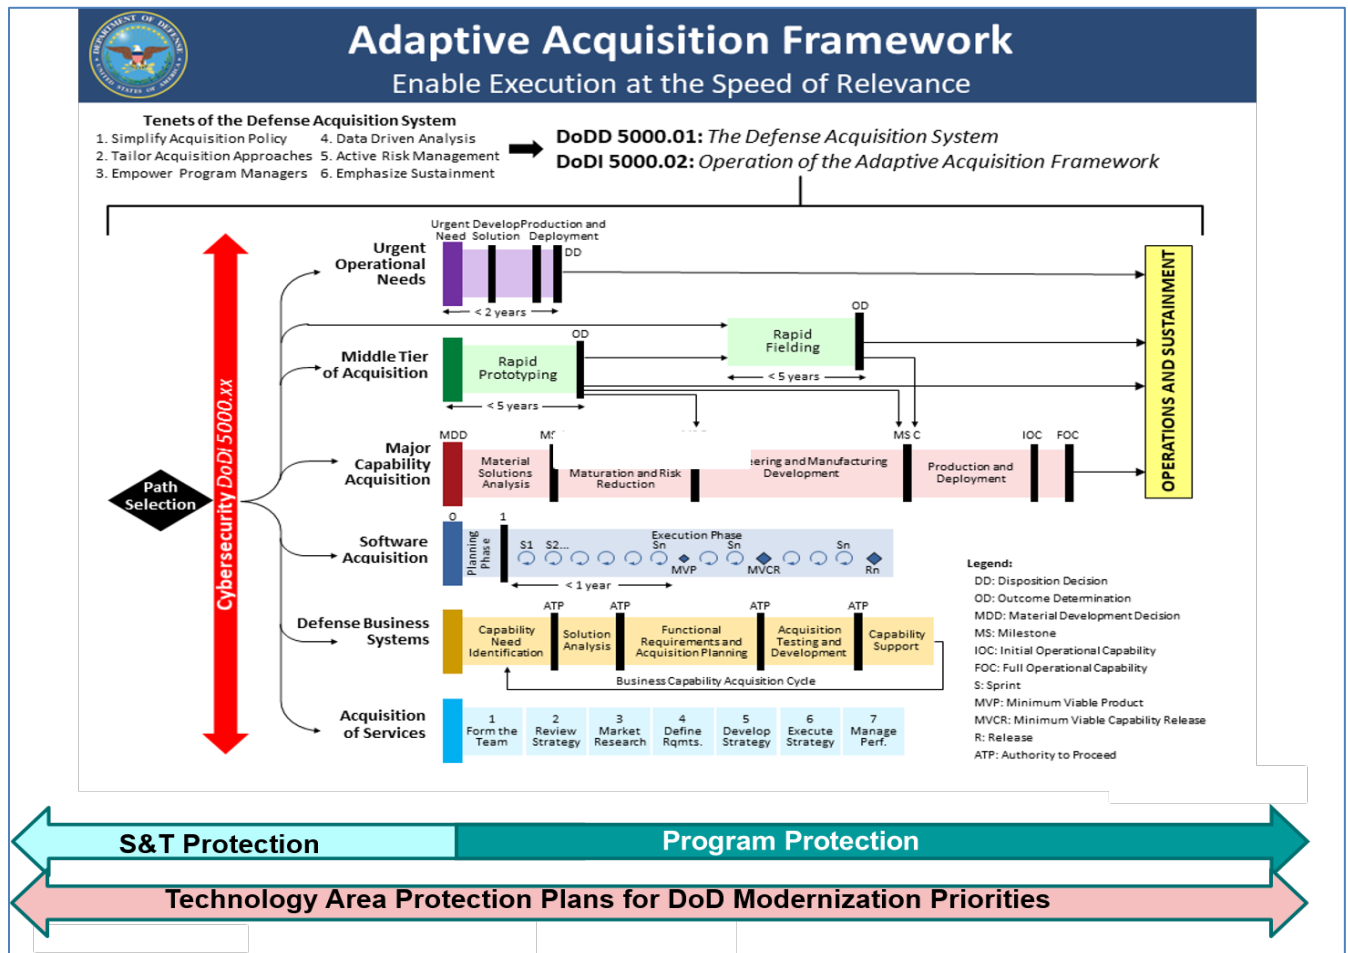 DEPARTMENT OF DEFENSE
UNITED STATES OF AMERICA
Adaptive Acquisition Framework
Enable Execution at the Speed of Relevance
Tenets of the Defense Acquisition System
1. Simplify Acquisition Policy
2. Tailor Acquisition Approaches
3. Empower Program Managers
4. Data Driven Analysis
5. Active Risk Management
6. Emphasize Sustainment
DoDD 5000.01: The Defense Acquisition System
DoDI 5000.02: Operation of the Adaptive Acquisition Framework
Path
Selection
Cybersecurity DoDI 5000.xx
Urgent
Operational
Needs
Urgent
Need
Develop
Solution
Production and
Deployment
DD
< 2 years
Middle Tier
of Acquisition
Rapid
Prototyping
OD
< 5 years
Rapid
Fielding
OD
< 5 years
Major
Capability
Acquisition
MDD
Material
Solutions
Analysis
Maturation and Risk
Reduction
eering and Manufacturing
Development
MS C
Production and
Deployment
IOC
FOC
Software
Acquisition
0
Planning
Phase
1
Execution Phase
S1
S2...
Sn
MVP
Sn
MVCR
Sn
Rn
< 1 year
Defense Business
Systems
Capability
Need
Identification
ATP
Solution
Analysis
ATP
Functional
Requirements and
Acquisition Planning
ATP
Acquisition
Testing and
Development
ATP
Capability
Support
Business Capability Acquisition Cycle
Acquisition
of Services
1
Form the
Team
2
Review
Strategy
3
Market
Research
4
Define
Rqmts.
5
Develop
Strategy
6
Execute
Strategy
7
Manage
Perf.
OPERATIONS AND SUSTAINMENT
Legend:
DD: Disposition Decision
OD: Outcome Determination
MDD: Material Development Decision
MS: Milestone
IOC: Initial Operational Capability
FOC: Full Operational Capability
S: Sprint
MVP: Minimum Viable Product
MVCR: Minimum Viable Capability Release
R: Release
ATP: Authority to Proceed
S&T Protection
Program Protection
Technology Area Protection Plans for DoD Modernization Priorities